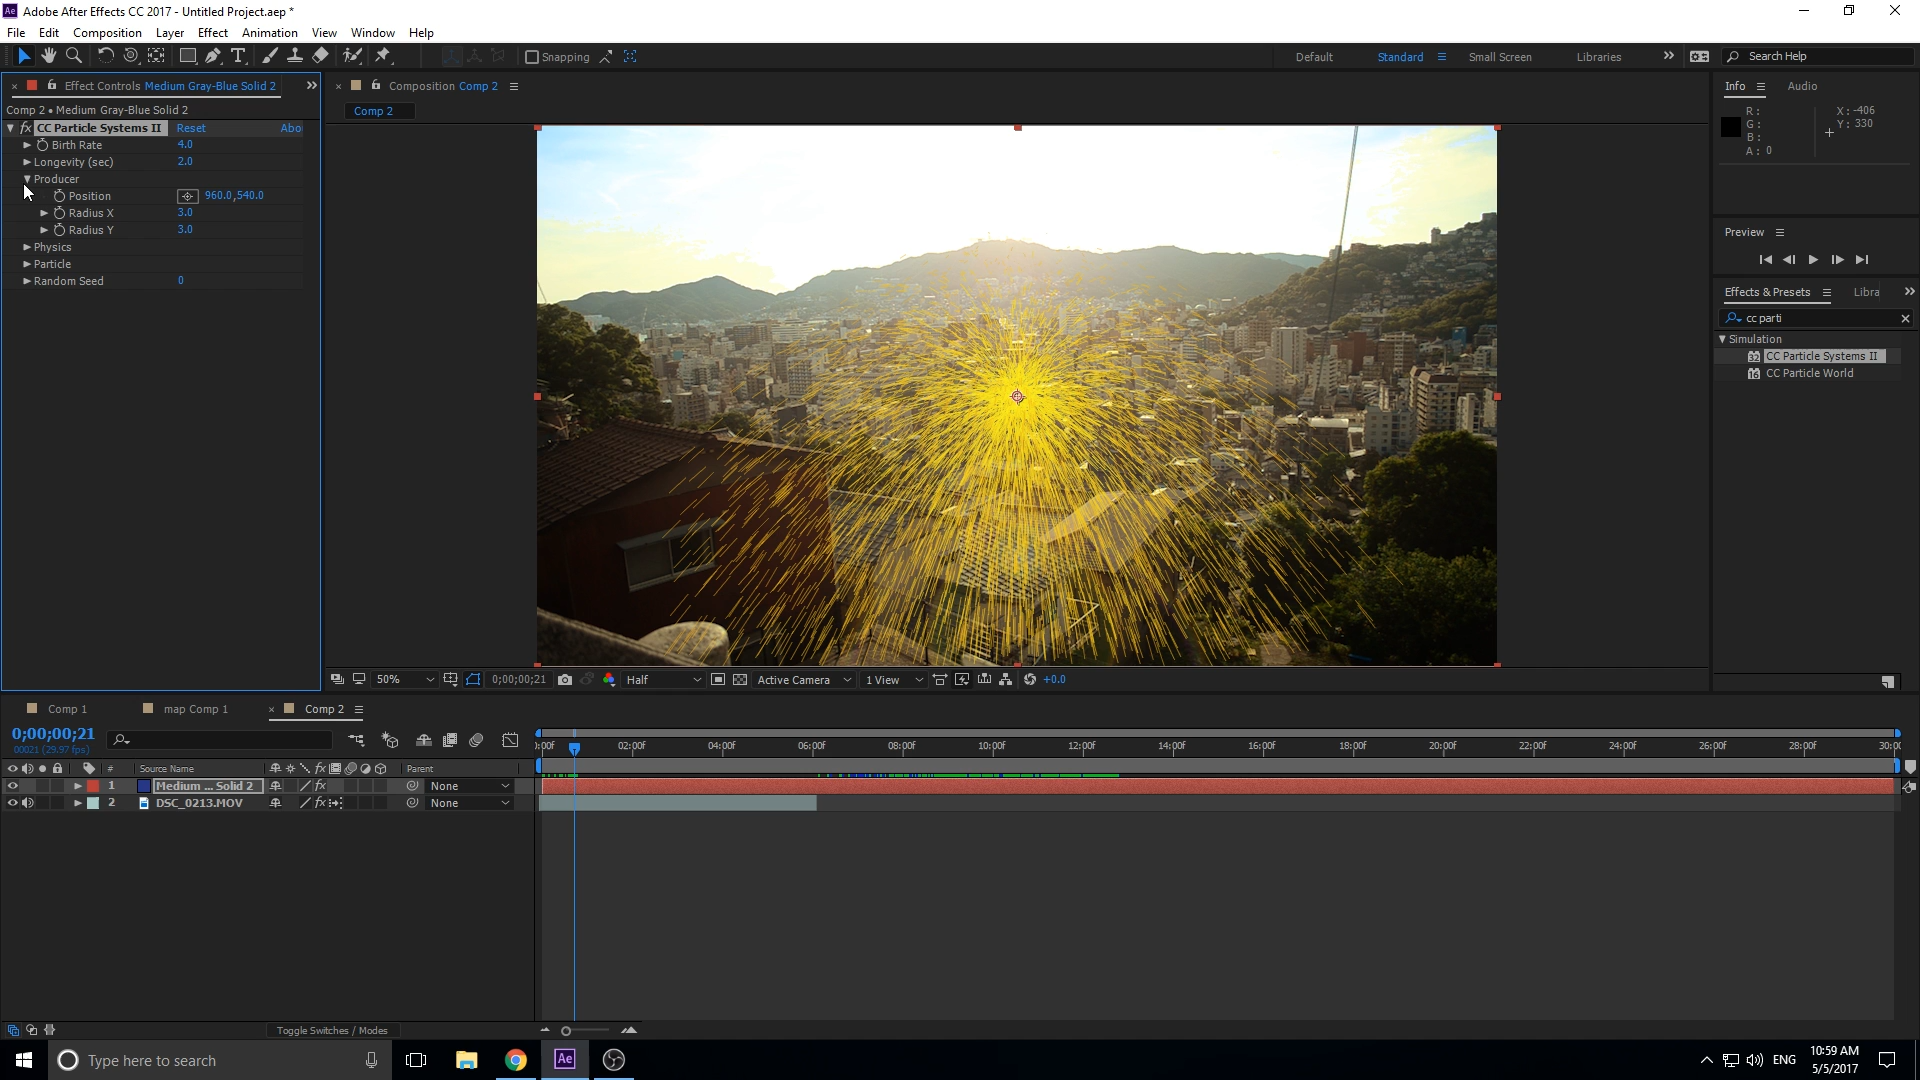 Ae Adobe After Effects CC 2017 - Untitled Project.aep *
File Edit Composition Layer Effect Animation View Window Help
Snapping Default Standard Small Screen Libraries Search Help
Effect Controls Medium Gray-Blue Solid 2
Composition Comp 2
Info Audio
Comp 2 • Medium Gray-Blue Solid 2
Comp 2
R: X: -406
G: Y: 330
B:
A: 0
fx CC Particle Systems II Reset Abo
Birth Rate 4.0
Longevity (sec) 2.0
Producer
Position 960.0,540.0
Radius X 3.0
Radius Y 3.0
Physics
Particle
Random Seed 0
Preview
Effects & Presets Libra
cc parti
Simulation
32 CC Particle Systems II
16 CC Particle World
50% 0;00;00;21 Half Active Camera 1 View +0.0
Comp 1 map Comp 1 Comp 2
0;00;00;21
00021 (29.97 fps)
):00f 02:00f 04:00f 06:00f 08:00f 10:00f 12:00f 14:00f 16:00f 18:00f 20:00f 22:00f 24:00f 26:00f 28:00f 30:0
# Source Name fx Parent
1 Medium ... Solid 2 fx None
2 DSC_0213.MOV fx None
Toggle Switches / Modes
Type here to search Ae ENG 10:59 AM
5/5/2017